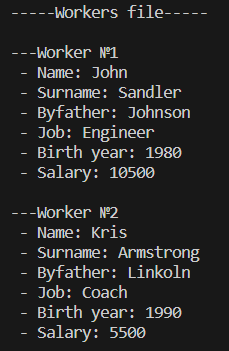 -----Workers file-----
---Worker №1
- Name: John
- Surname: Sandler
- Byfather: Johnson
- Job: Engineer
- Birth year: 1980
- Salary: 10500
---Worker №2
- Name: Kris
- Surname: Armstrong
- Byfather: Linkoln
- Job: Coach
- Birth year: 1990
- Salary: 5500